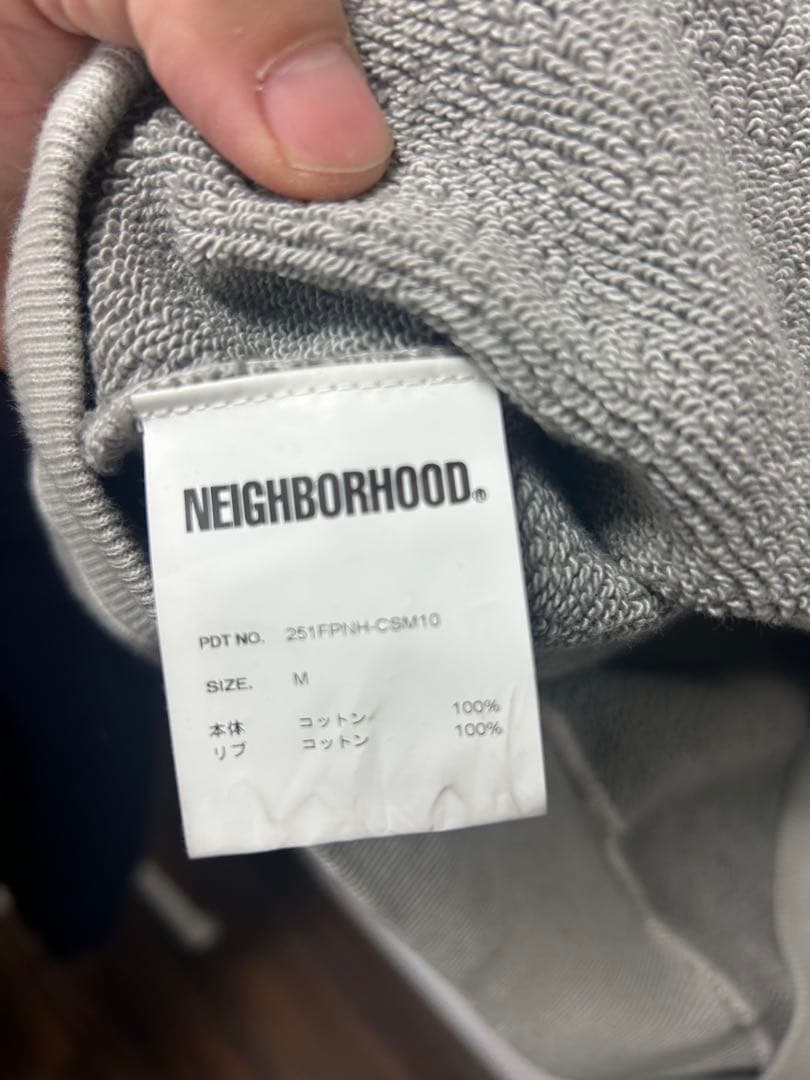 NEIGHBORHOOD®
PDT NO. 251FPNH-CSM10
SIZE. M
本体 コットン 100%
リブ コットン 100%